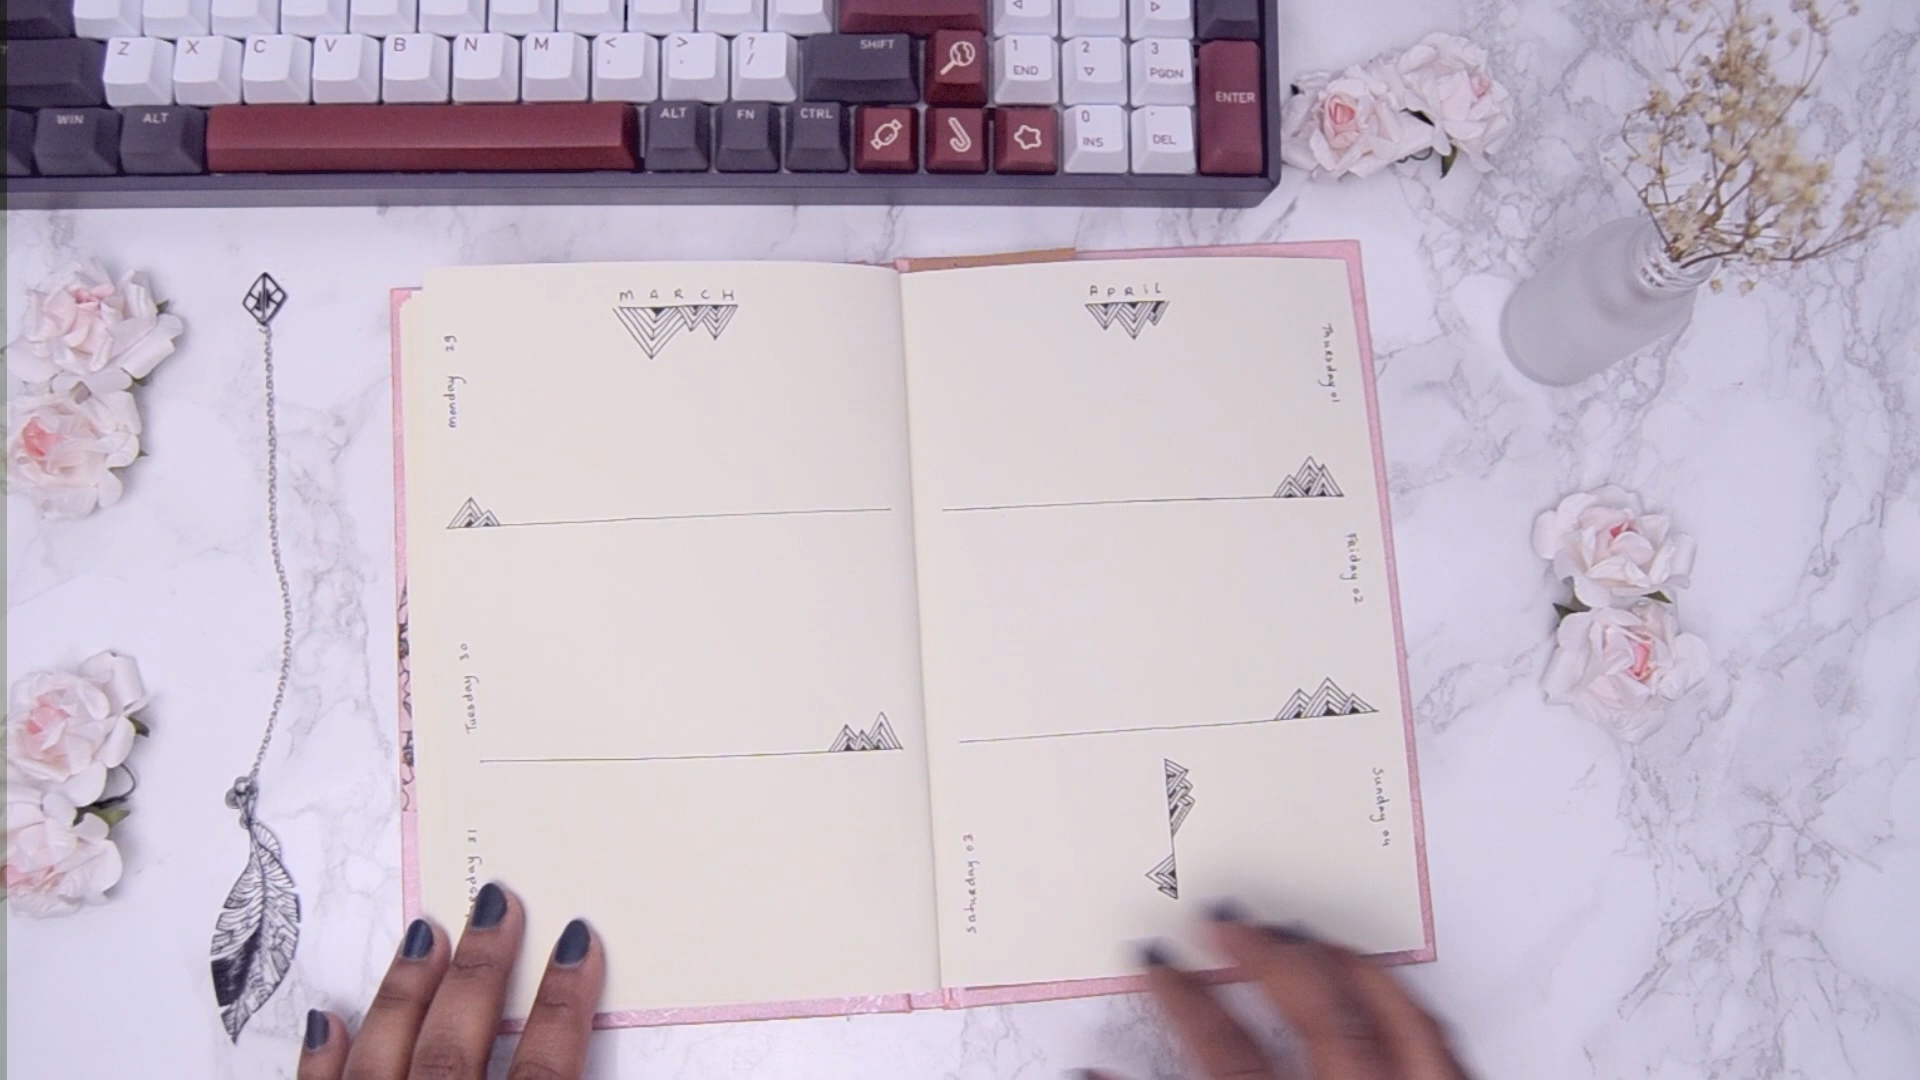 Z X C V B N M < , > . ? / SHIFT 1 END 2 3 PGDN ENTER
WIN ALT ALT FN CTRL 0 INS . DEL
MARCH
monday 29
Tuesday 30
31
APRiL
Thursday 01
Friday 02
Saturday 03
Sunday 04